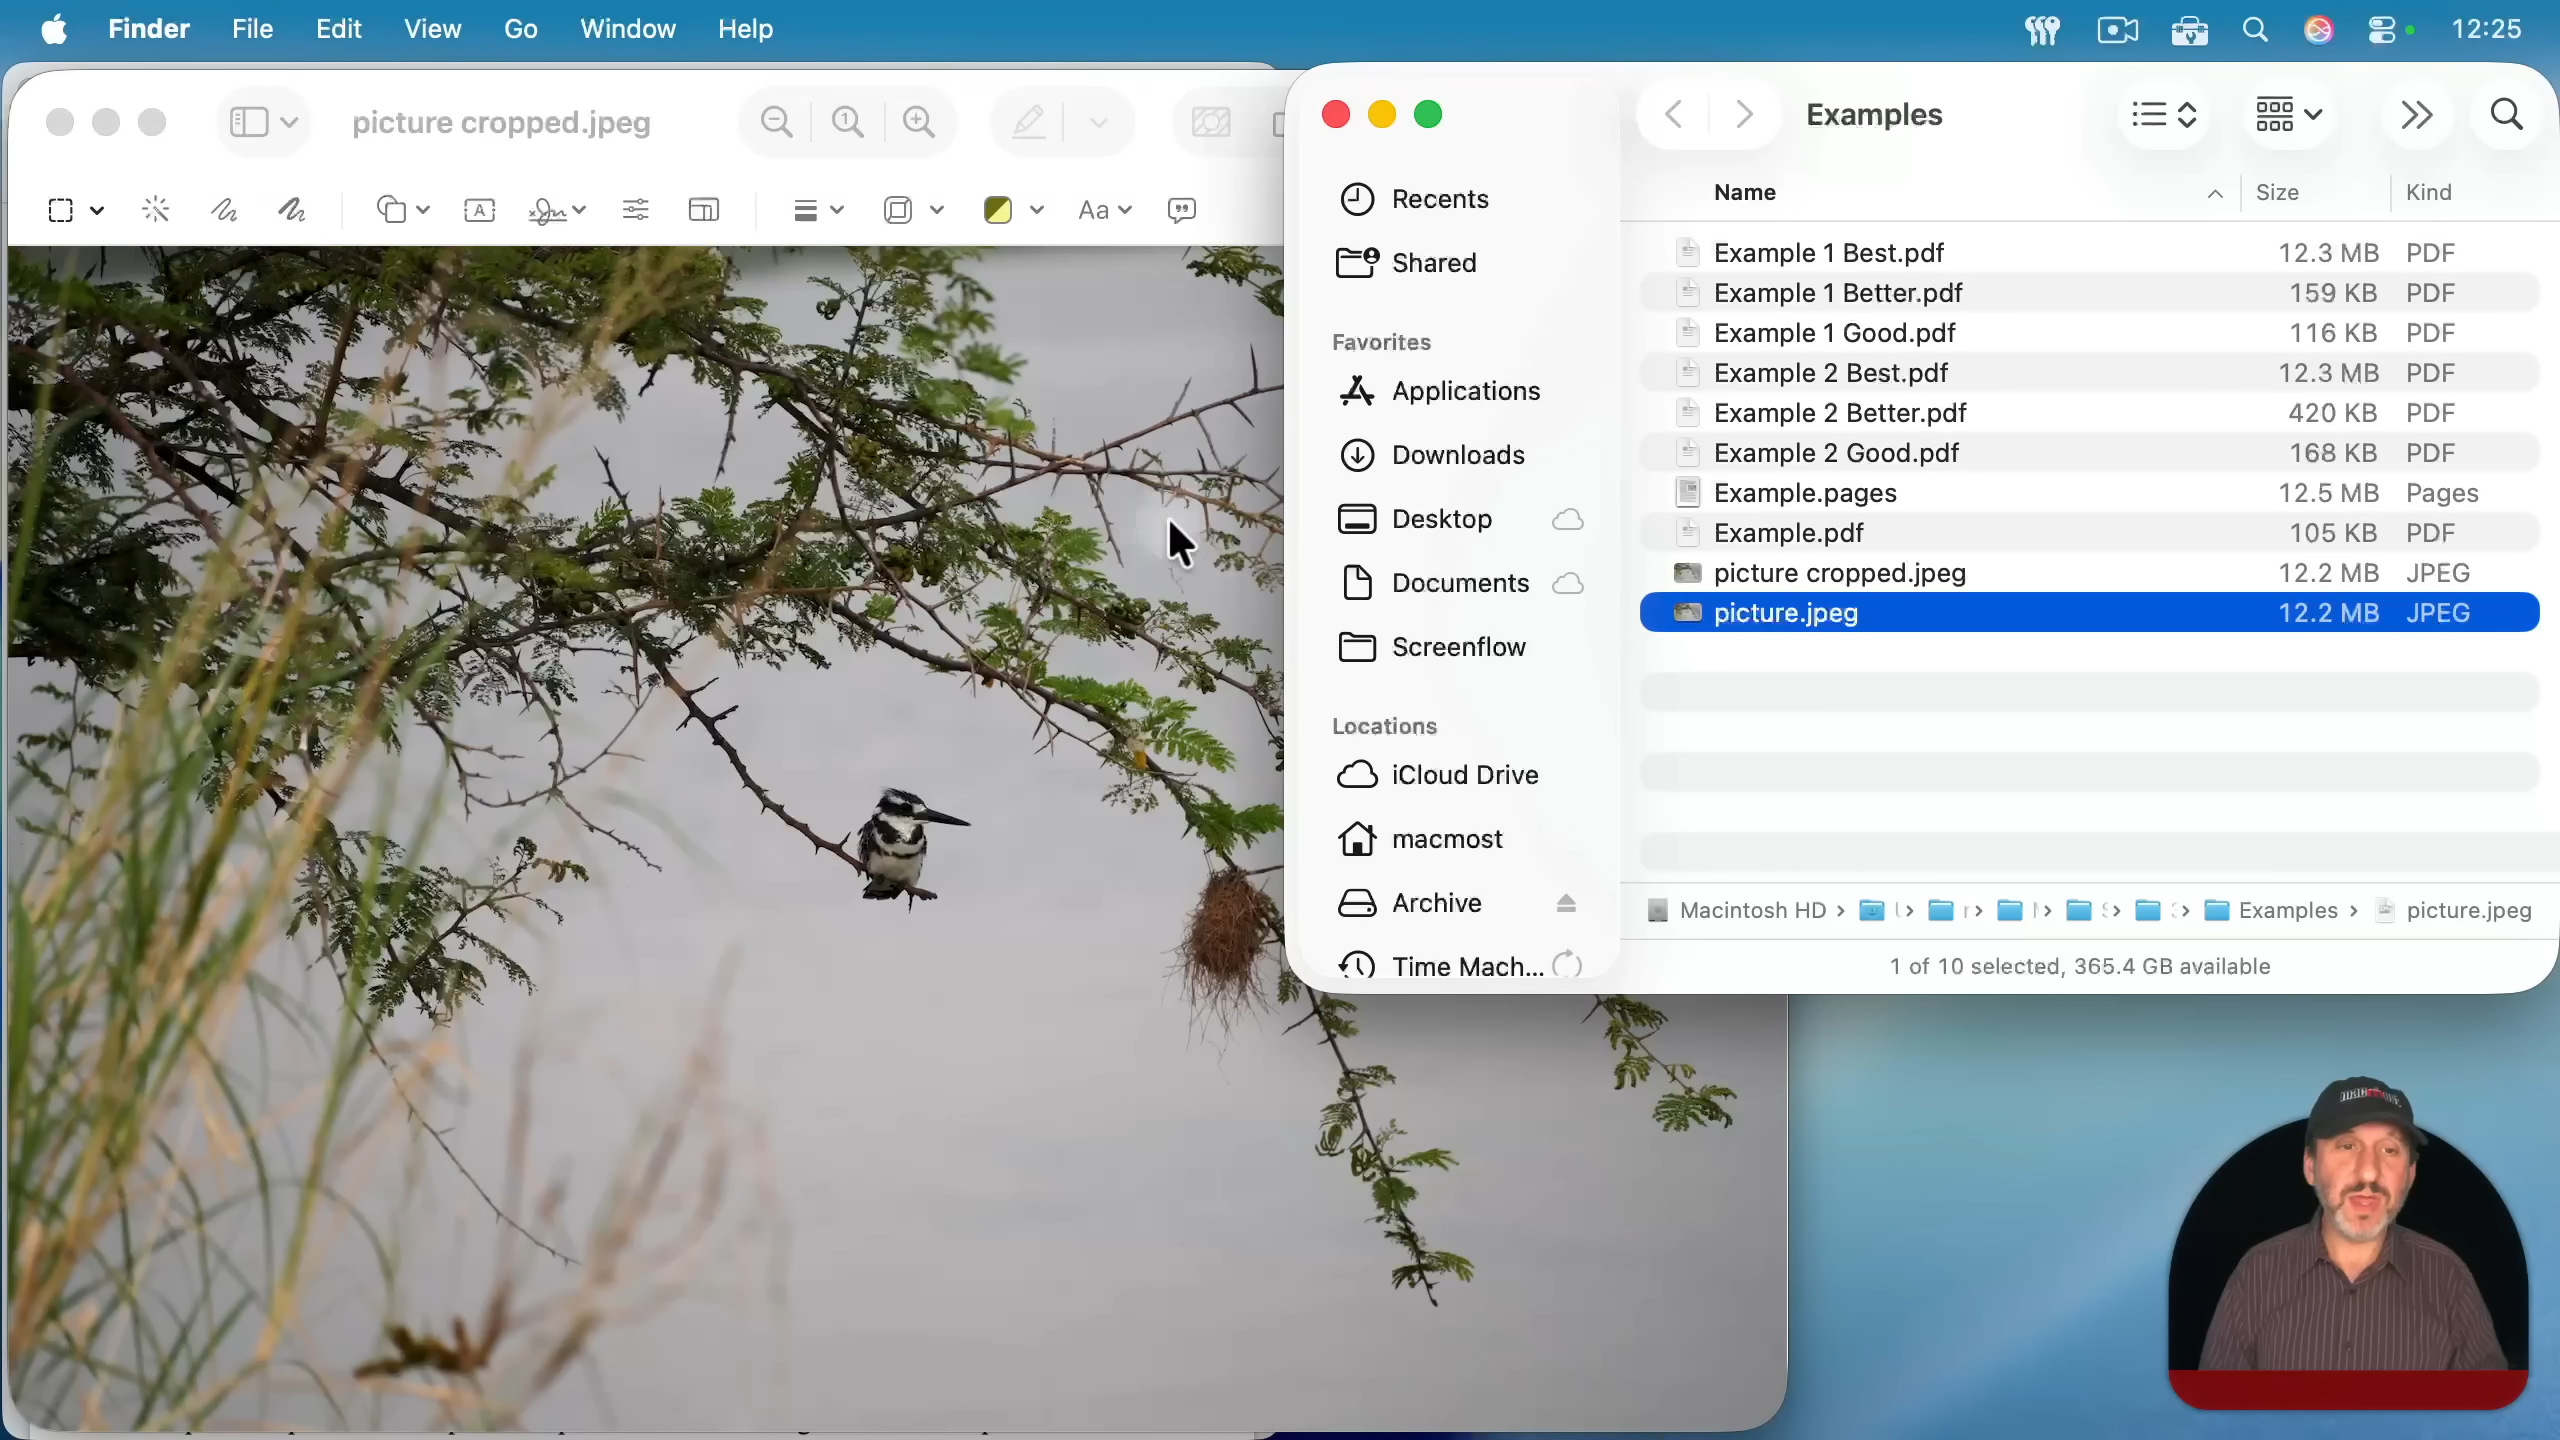 Finder File Edit View Go Window Help 12:25
picture cropped.jpeg
A
Aa
Examples
Recents
Shared
Favorites
Applications
Downloads
Desktop
Documents
Screenflow
Locations
iCloud Drive
macmost
Archive
Time Mach...
Name Size Kind
Example 1 Best.pdf 12.3 MB PDF
Example 1 Better.pdf 159 KB PDF
Example 1 Good.pdf 116 KB PDF
Example 2 Best.pdf 12.3 MB PDF
Example 2 Better.pdf 420 KB PDF
Example 2 Good.pdf 168 KB PDF
Example.pages 12.5 MB Pages
Example.pdf 105 KB PDF
picture cropped.jpeg 12.2 MB JPEG
picture.jpeg 12.2 MB JPEG
Macintosh HD › Examples › picture.jpeg
1 of 10 selected, 365.4 GB available